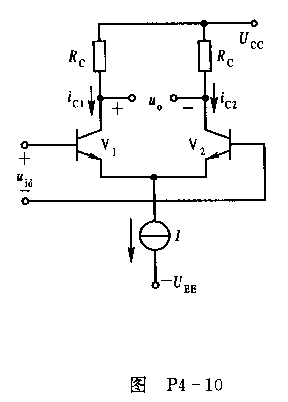 U_CC
R_C R_C
i_C1 + u_o − i_C2
+ V_1 V_2
u_id
−
I
−U_EE
图 P4-10